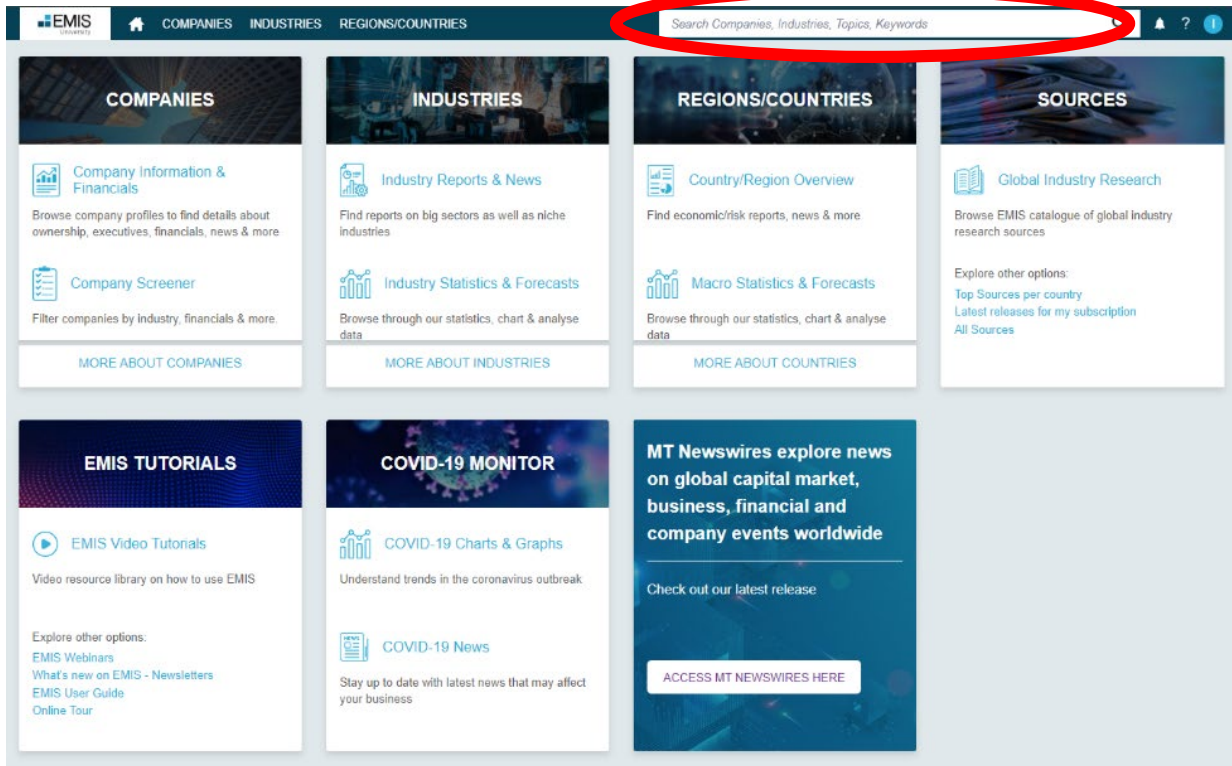 EMIS
University
COMPANIES INDUSTRIES REGIONS/COUNTRIES
Search Companies, Industries, Topics, Keywords
?
I
COMPANIES
Company Information &
Financials
Browse company profiles to find details about
ownership, executives, financials, news & more
Company Screener
Filter companies by industry, financials & more.
MORE ABOUT COMPANIES
INDUSTRIES
Industry Reports & News
Find reports on big sectors as well as niche
industries
Industry Statistics & Forecasts
Browse through our statistics, chart & analyse
data
MORE ABOUT INDUSTRIES
REGIONS/COUNTRIES
Country/Region Overview
Find economic/risk reports, news & more
Macro Statistics & Forecasts
Browse through our statistics, chart & analyse
data
MORE ABOUT COUNTRIES
SOURCES
Global Industry Research
Browse EMIS catalogue of global industry
research sources
Explore other options:
Top Sources per country
Latest releases for my subscription
All Sources
EMIS TUTORIALS
EMIS Video Tutorials
Video resource library on how to use EMIS
Explore other options:
EMIS Webinars
What's new on EMIS - Newsletters
EMIS User Guide
Online Tour
COVID-19 MONITOR
COVID-19 Charts & Graphs
Understand trends in the coronavirus outbreak
NEWS
COVID-19 News
Stay up to date with latest news that may affect
your business
MT Newswires explore news
on global capital market,
business, financial and
company events worldwide
Check out our latest release
ACCESS MT NEWSWIRES HERE